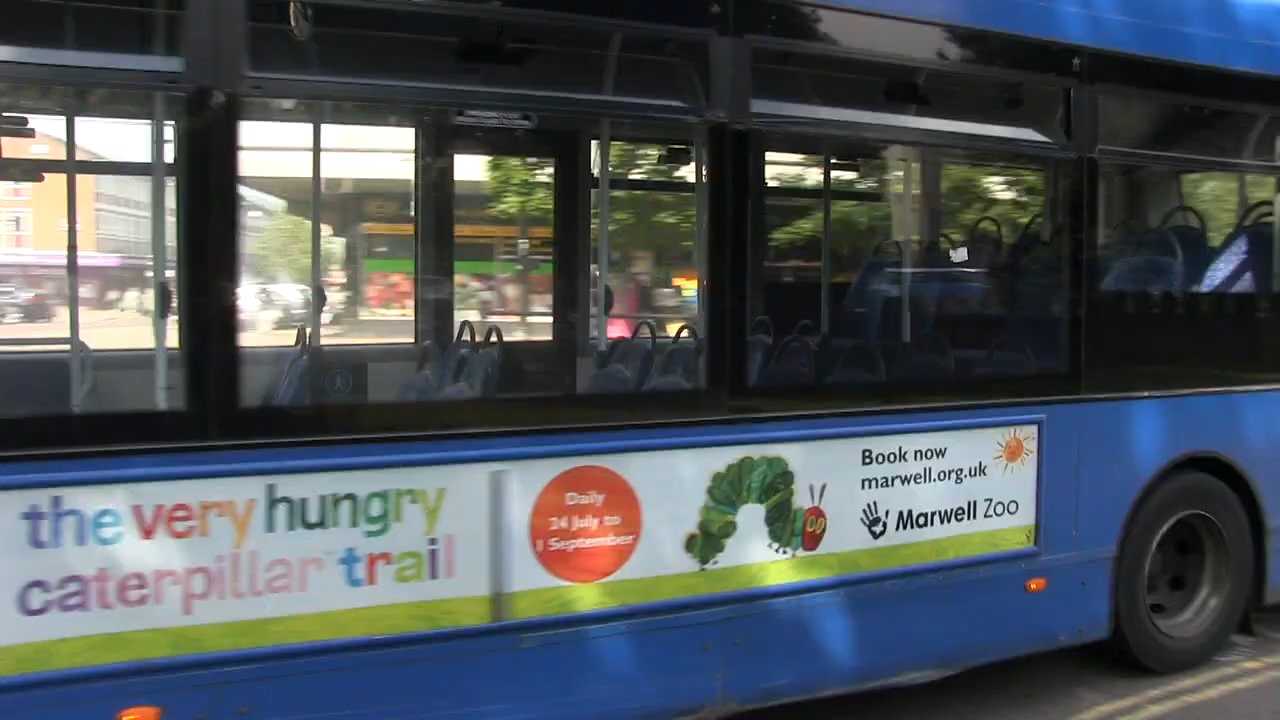 the very hungry
caterpillar trail
Daily
24 July to
1 September
Book now
marwell.org.uk
Marwell Zoo